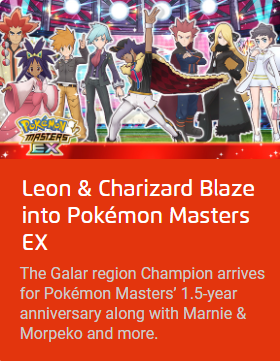 POKéMON
MASTERS
EX
Leon & Charizard Blaze
into Pokémon Masters
EX
The Galar region Champion arrives
for Pokémon Masters' 1.5-year
anniversary along with Marnie &
Morpeko and more.